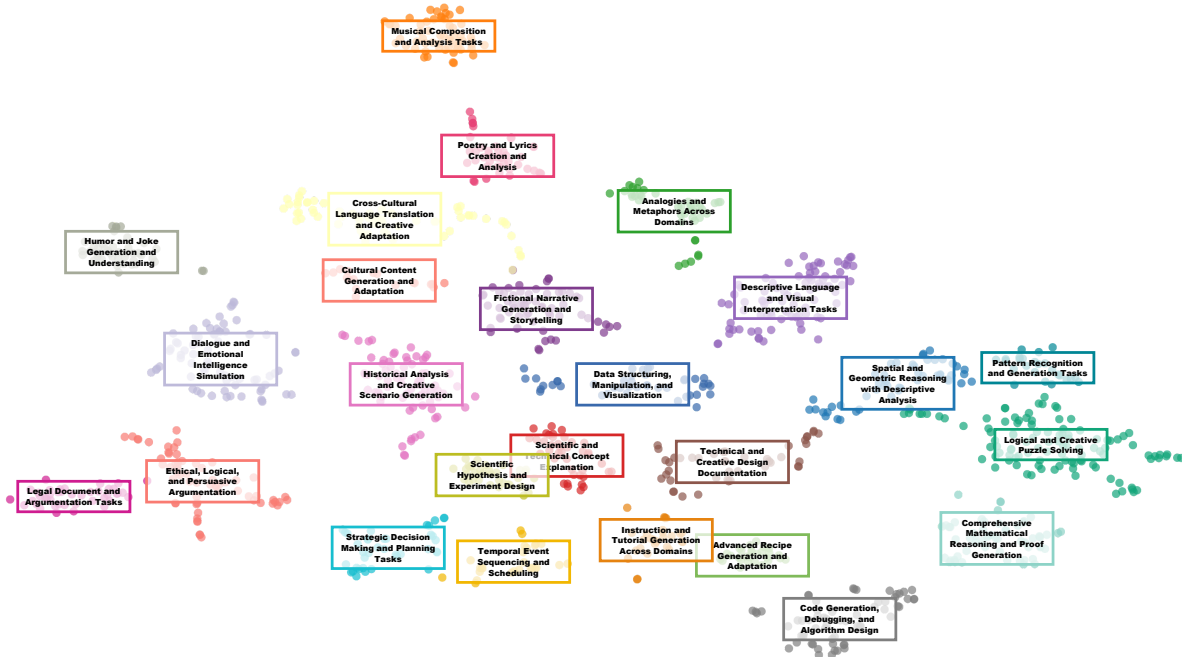 Musical Composition
and Analysis Tasks
Poetry and Lyrics
Creation and
Analysis
Cross-Cultural
Language Translation
and Creative
Adaptation
Analogies and
Metaphors Across
Domains
Humor and Joke
Generation and
Understanding
Cultural Content
Generation and
Adaptation
Fictional Narrative
Generation and
Storytelling
Descriptive Language
and Visual
Interpretation Tasks
Dialogue and
Emotional
Intelligence
Simulation
Historical Analysis
and Creative
Scenario Generation
Data Structuring,
Manipulation, and
Visualization
Spatial and
Geometric Reasoning
with Descriptive
Analysis
Pattern Recognition
and Generation Tasks
Logical and Creative
Puzzle Solving
Scientific and
Technical Concept
Explanation
Scientific
Hypothesis and
Experiment Design
Technical and
Creative Design
Documentation
Ethical, Logical,
and Persuasive
Argumentation
Legal Document and
Argumentation Tasks
Strategic Decision
Making and Planning
Tasks
Temporal Event
Sequencing and
Scheduling
Instruction and
Tutorial Generation
Across Domains
Advanced Recipe
Generation and
Adaptation
Comprehensive
Mathematical
Reasoning and Proof
Generation
Code Generation,
Debugging, and
Algorithm Design